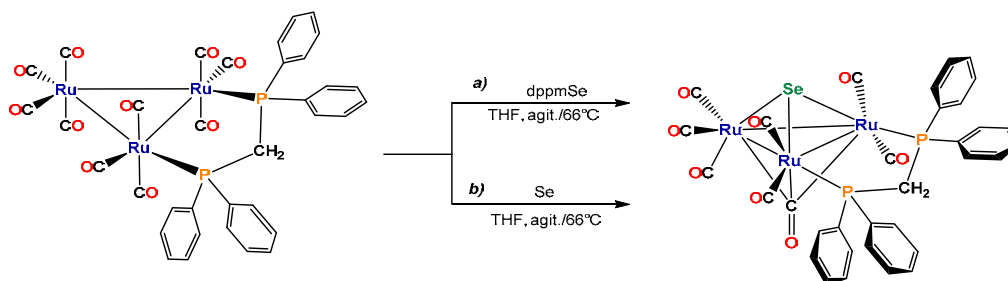 CO
CO
CO
OC
Ru
Ru
OC
P
CO
CO
CO
Ru
CH2
OC
P
CO
a)
dppmSe
THF, agit./66°C
b)
Se
THF, agit./66°C
OC
Se
OC
OC
Ru
Ru
P
OC
Ru
CO
OC
CH2
P
OC
C
O